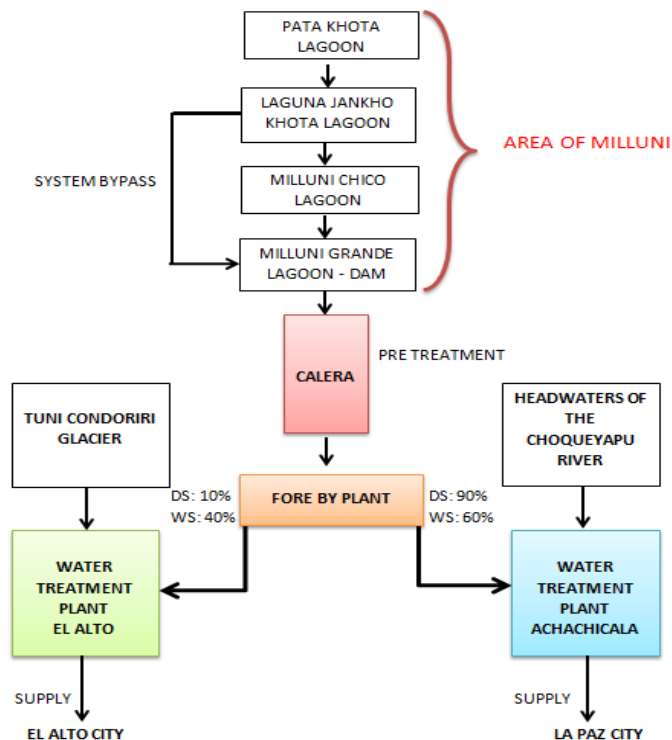 PATA KHOTA
LAGOON
LAGUNA JANKHO
KHOTA LAGOON
AREA OF MILLUNI
SYSTEM BYPASS
MILLUNI CHICO
LAGOON
MILLUNI GRANDE
LAGOON - DAM
CALERA
PRE TREATMENT
TUNI CONDORIRI
GLACIER
HEADWATERS OF
THE
CHOQUEYAPU
RIVER
DS: 10%
WS: 40%
FORE BY PLANT
DS: 90%
WS: 60%
WATER
TREATMENT
PLANT
EL ALTO
WATER
TREATMENT
PLANT
ACHACHICALA
SUPPLY
SUPPLY
EL ALTO CITY
LA PAZ CITY